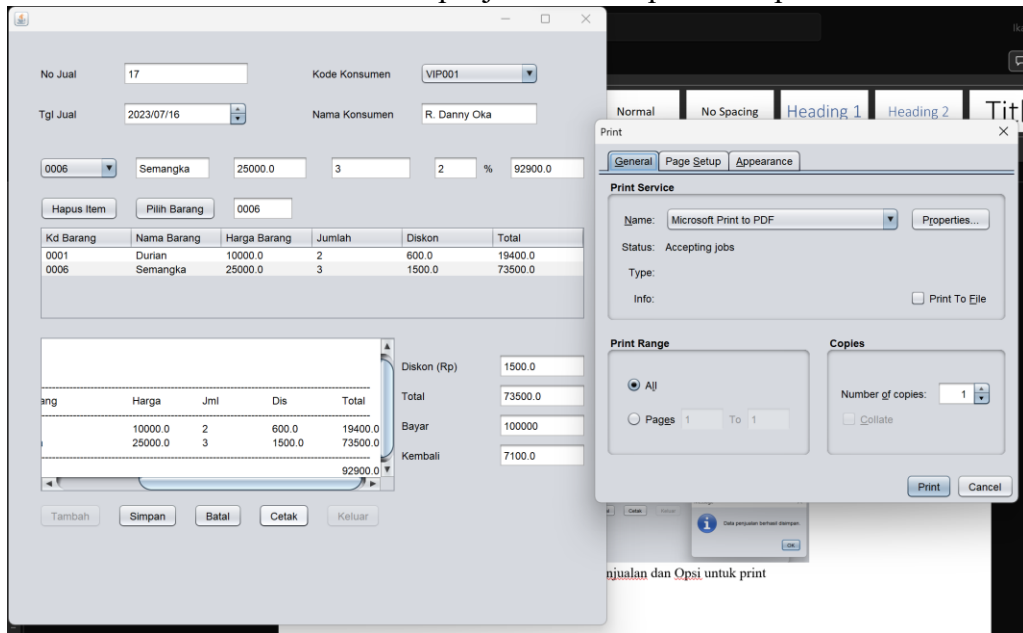 No Jual 17 Kode Konsumen VIP001
Tgl Jual 2023/07/16 Nama Konsumen R. Danny Oka
0006 Semangka 25000.0 3 2 % 92900.0
Hapus Item Pilih Barang 0006
Kd Barang Nama Barang Harga Barang Jumlah Diskon Total
0001 Durian 10000.0 2 600.0 19400.0
0006 Semangka 25000.0 3 1500.0 73500.0
ang Harga Jml Dis Total
10000.0 2 600.0 19400.0
25000.0 3 1500.0 73500.0
92900.0
Diskon (Rp) 1500.0
Total 73500.0
Bayar 100000
Kembali 7100.0
Tambah Simpan Batal Cetak Keluar
Normal No Spacing Heading 1 Heading 2 Titl
Print
General Page Setup Appearance
Print Service
Name: Microsoft Print to PDF Properties...
Status: Accepting jobs
Type:
Info: Print To File
Print Range Copies
All
Number of copies: 1
Pages 1 To 1
Collate
Print Cancel
Cetak Keluar
Data penjualan berhasil disimpan.
OK
njualan dan Opsi untuk print